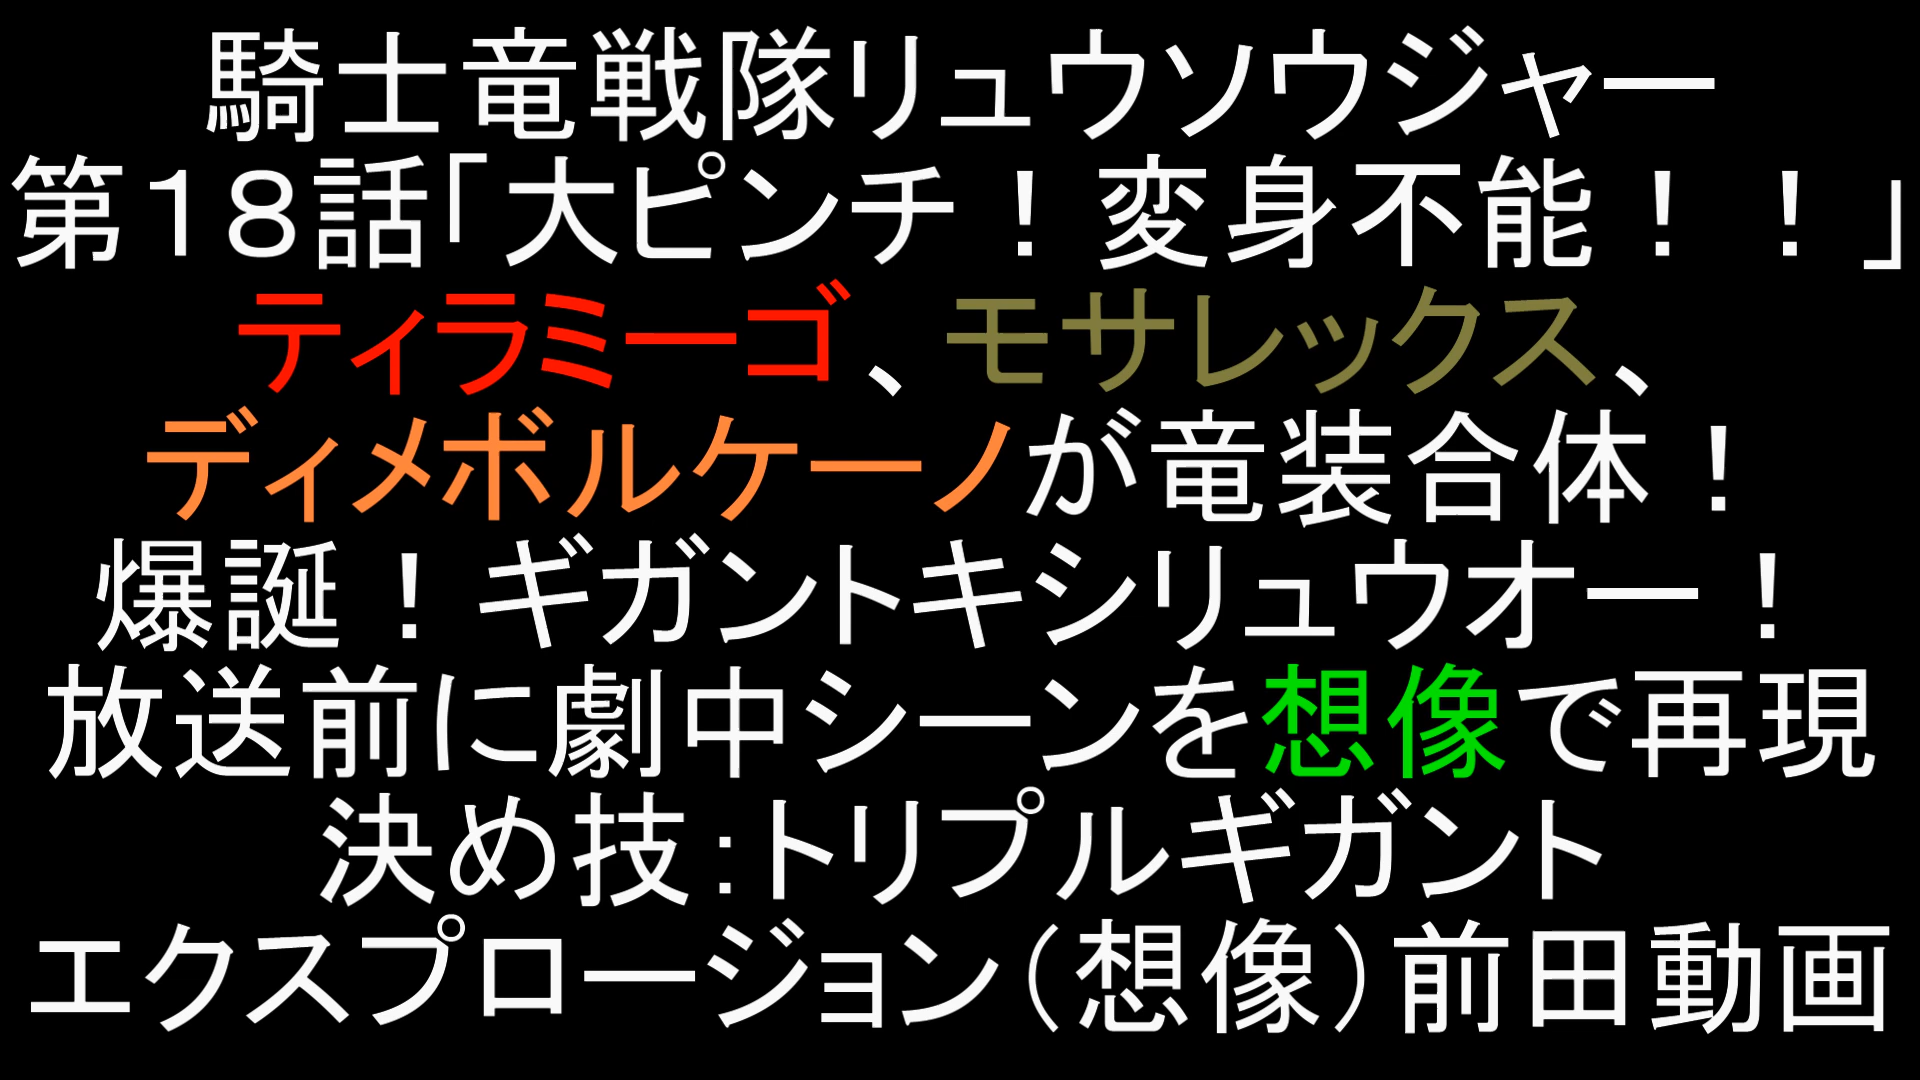 騎士竜戦隊リュウソウジャー
第１８話「大ピンチ！変身不能！！」
ティラミーゴ、モサレックス、
ディメボルケーノが竜装合体！
爆誕！ギガントキシリュウオー！
放送前に劇中シーンを想像で再現
決め技：トリプルギガント
エクスプロージョン（想像）前田動画